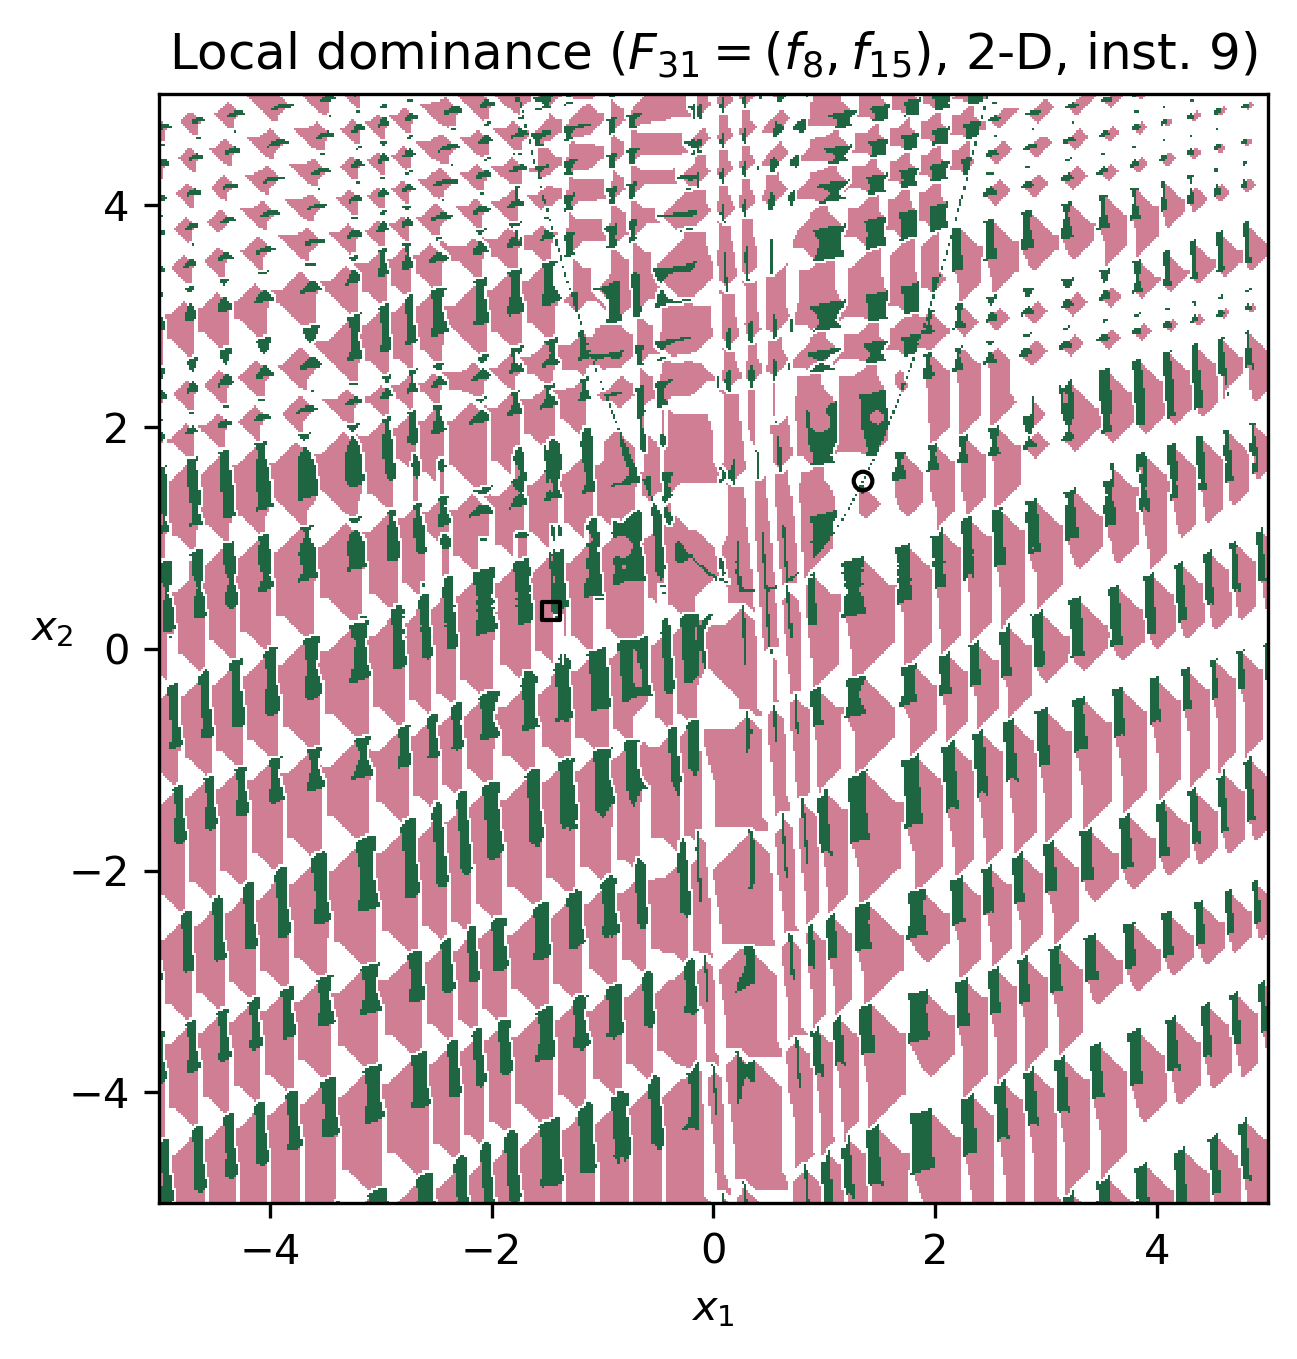 Local dominance (F₃₁ = (f₈, f₁₅), 2-D, inst. 9)
4
2
x₂
0
−2
−4
−4 −2 0 2 4
x₁